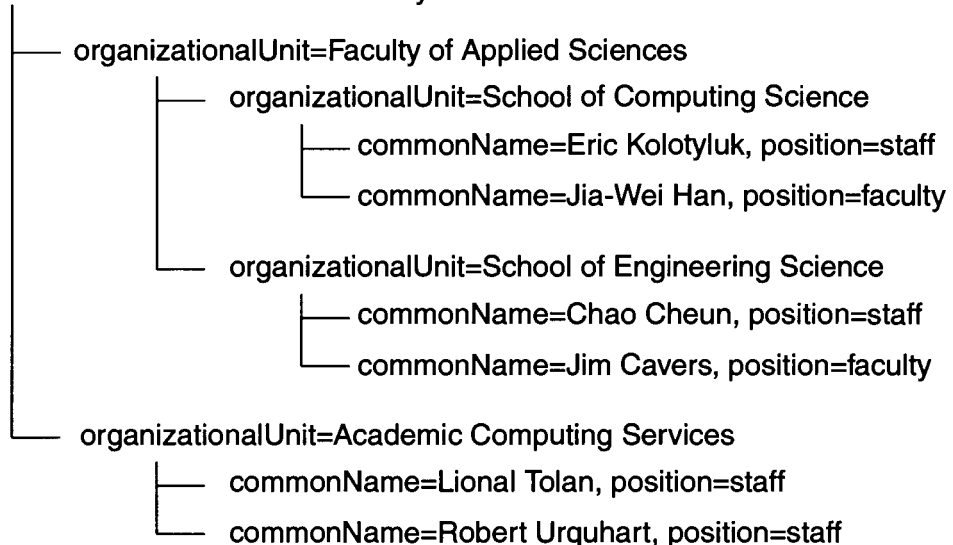 organizationalUnit=Faculty of Applied Sciences
organizationalUnit=School of Computing Science
commonName=Eric Kolotyluk, position=staff
commonName=Jia-Wei Han, position=faculty
organizationalUnit=School of Engineering Science
commonName=Chao Cheun, position=staff
commonName=Jim Cavers, position=faculty
organizationalUnit=Academic Computing Services
commonName=Lional Tolan, position=staff
commonName=Robert Urquhart, position=staff